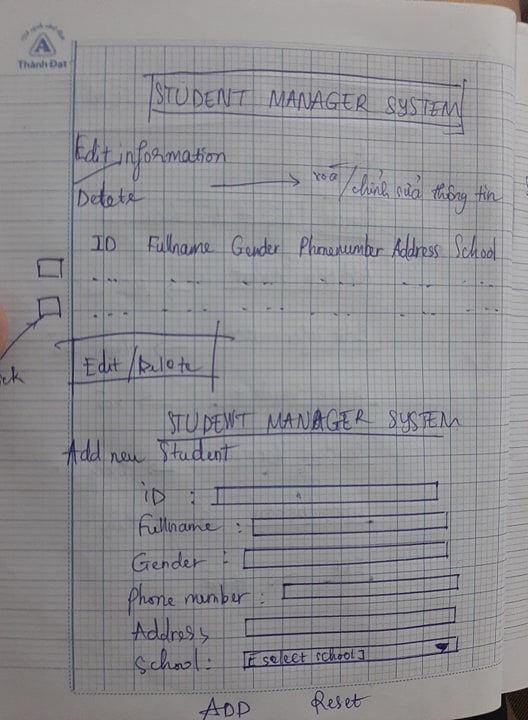 Thành Đạt
STUDENT MANAGER SYSTEM
Edit information
Delete
xoá/chỉnh sửa thông tin
ID Fullname Gender Phonenumber Address School
... ... ... ... ... ...
... ... ... ... ... ...
Edit/Delete
STUDENT MANAGER SYSTEM
Add new Student
iD :
Fullname :
Gender :
Phone number :
Address
School : [select school]
ADD Reset